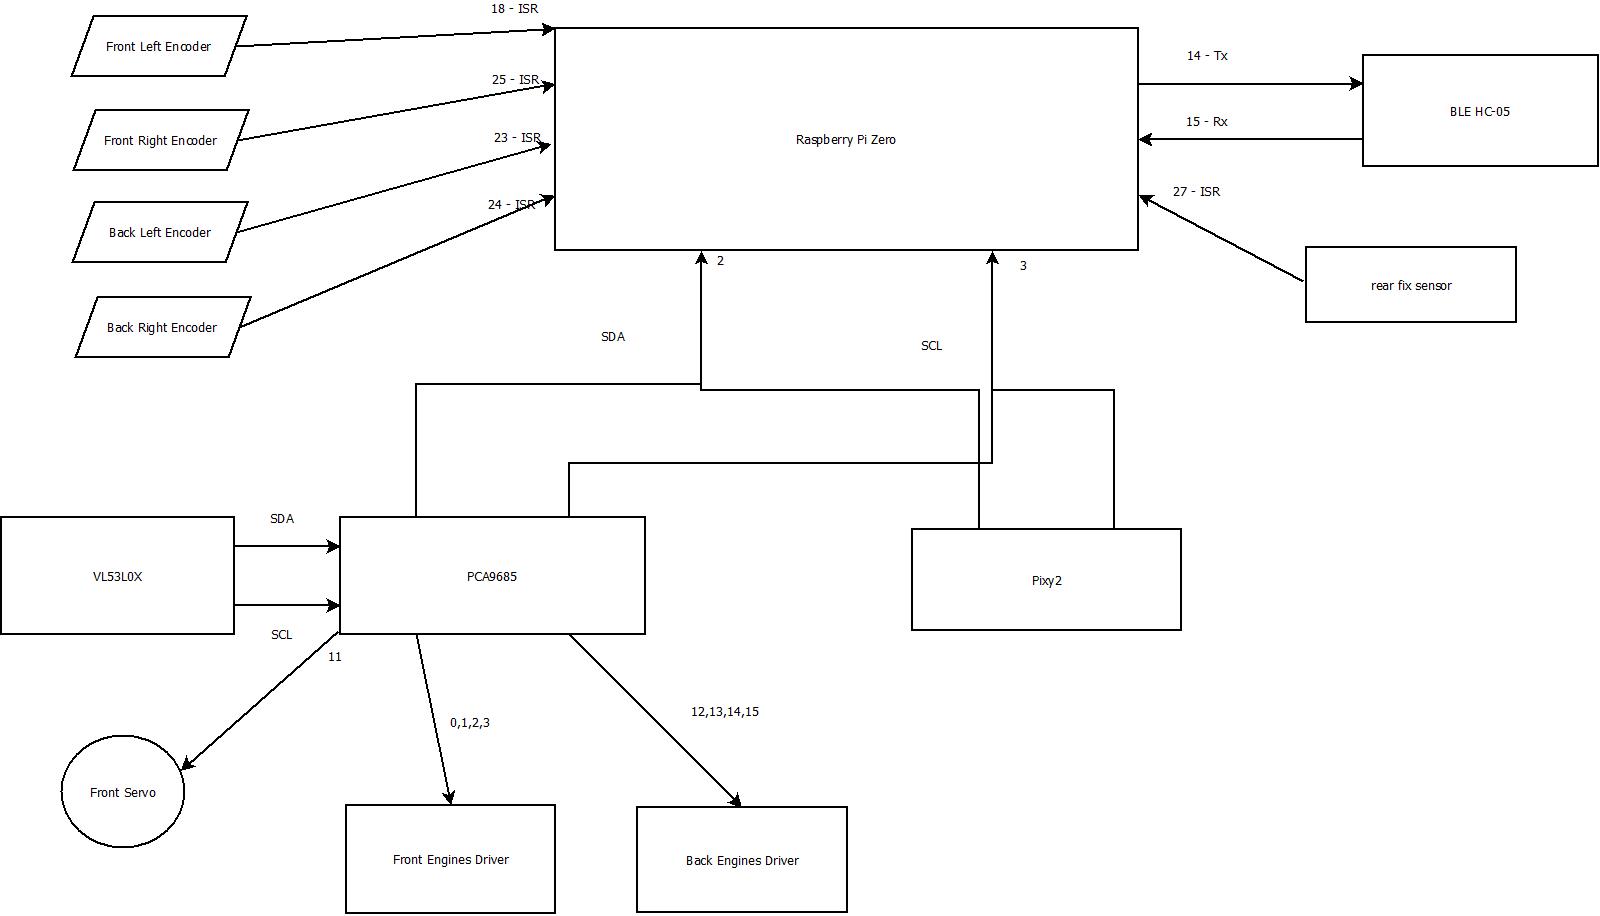 18 - ISR
Front Left Encoder
25 - ISR
Front Right Encoder
23 - ISR
Back Left Encoder
24 - ISR
Back Right Encoder
Raspberry Pi Zero
14 - Tx
BLE HC-05
15 - Rx
27 - ISR
rear fix sensor
2
3
SDA
SCL
SDA
VL53L0X
PCA9685
Pixy2
SCL
11
0,1,2,3
12,13,14,15
Front Servo
Front Engines Driver
Back Engines Driver